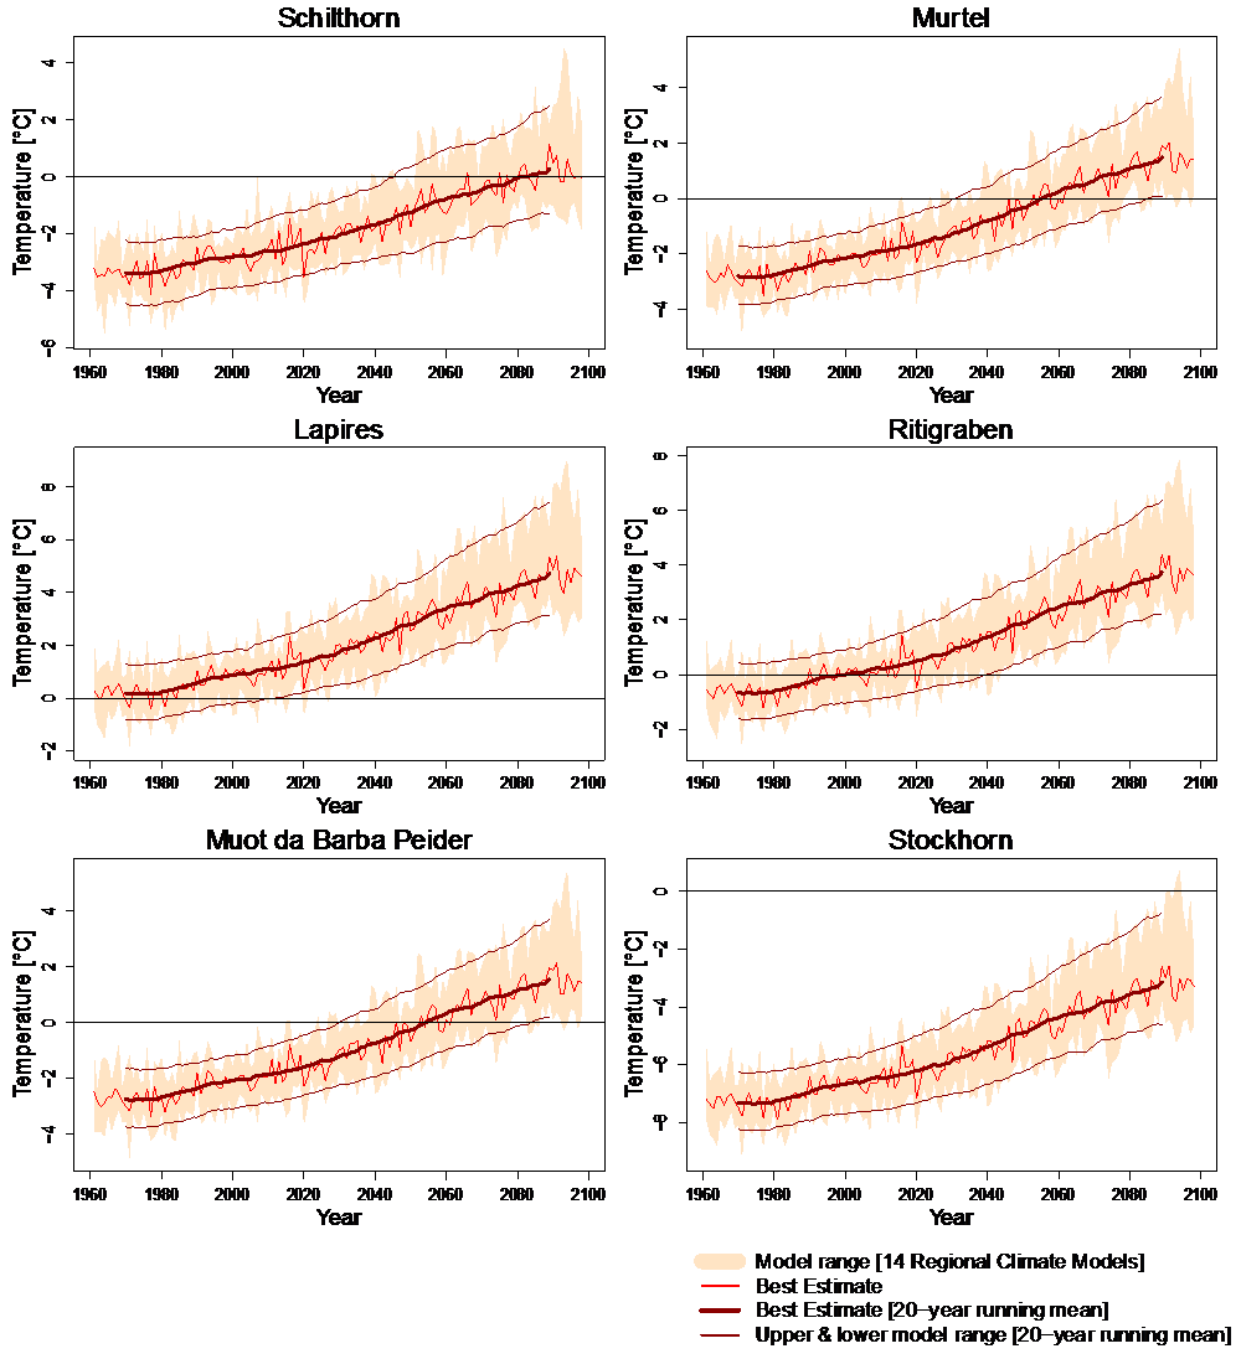 Schilthorn
Temperature [°C]
4
2
0
−2
−4
−6
1960 1980 2000 2020 2040 2060 2080 2100
Year
Murtel
Temperature [°C]
4
2
0
−2
−4
1960 1980 2000 2020 2040 2060 2080 2100
Year
Lapires
Temperature [°C]
8
6
4
2
0
−2
1960 1980 2000 2020 2040 2060 2080 2100
Year
Ritigraben
Temperature [°C]
8
6
4
2
0
−2
1960 1980 2000 2020 2040 2060 2080 2100
Year
Muot da Barba Peider
Temperature [°C]
4
2
0
−2
−4
1960 1980 2000 2020 2040 2060 2080 2100
Year
Stockhorn
Temperature [°C]
0
−2
−4
−6
−8
1960 1980 2000 2020 2040 2060 2080 2100
Year
Model range [14 Regional Climate Models]
Best Estimate
Best Estimate [20−year running mean]
Upper & lower model range [20−year running mean]